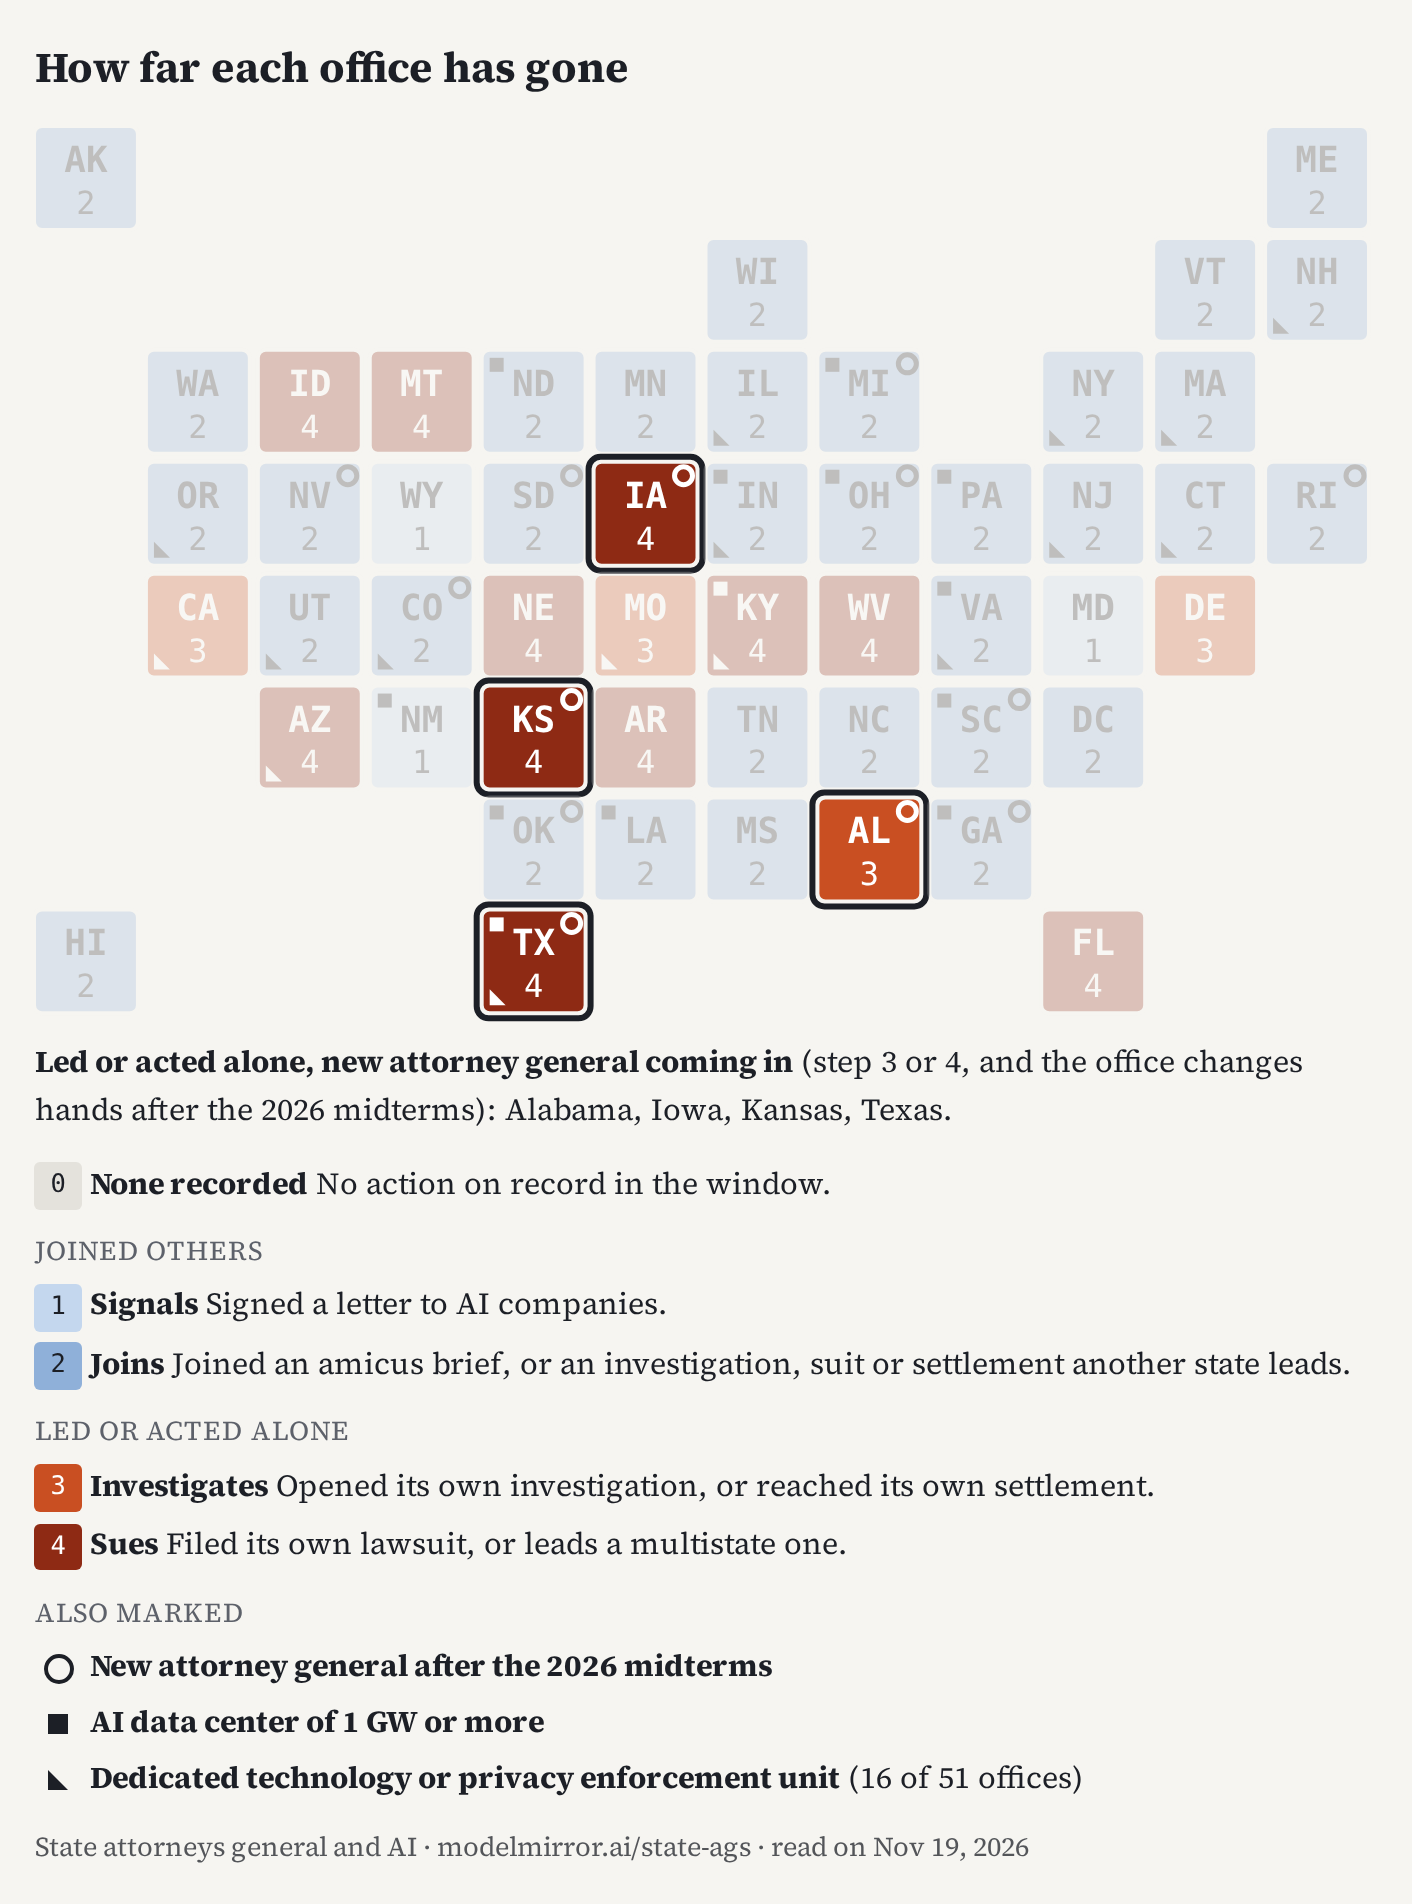 How far each office has gone
AK ME
2 2
WI VT NH
2 2 2
WA ID MT ND MN IL MI NY MA
2 4 4 2 2 2 2 2 2
OR NV WY SD IA IN OH PA NJ CT RI
2 2 1 2 4 2 2 2 2 2 2
CA UT CO NE MO KY WV VA MD DE
3 2 2 4 3 4 4 2 1 3
AZ NM KS AR TN NC SC DC
4 1 4 4 2 2 2 2
OK LA MS AL GA
2 2 2 3 2
HI TX FL
2 4 4
Led or acted alone, new attorney general coming in (step 3 or 4, and the office changes
hands after the 2026 midterms): Alabama, Iowa, Kansas, Texas.
0 None recorded No action on record in the window.
JOINED OTHERS
1 Signals Signed a letter to AI companies.
2 Joins Joined an amicus brief, or an investigation, suit or settlement another state leads.
LED OR ACTED ALONE
3 Investigates Opened its own investigation, or reached its own settlement.
4 Sues Filed its own lawsuit, or leads a multistate one.
ALSO MARKED
New attorney general after the 2026 midterms
AI data center of 1 GW or more
Dedicated technology or privacy enforcement unit (16 of 51 offices)
State attorneys general and AI · modelmirror.ai/state-ags · read on Nov 19, 2026